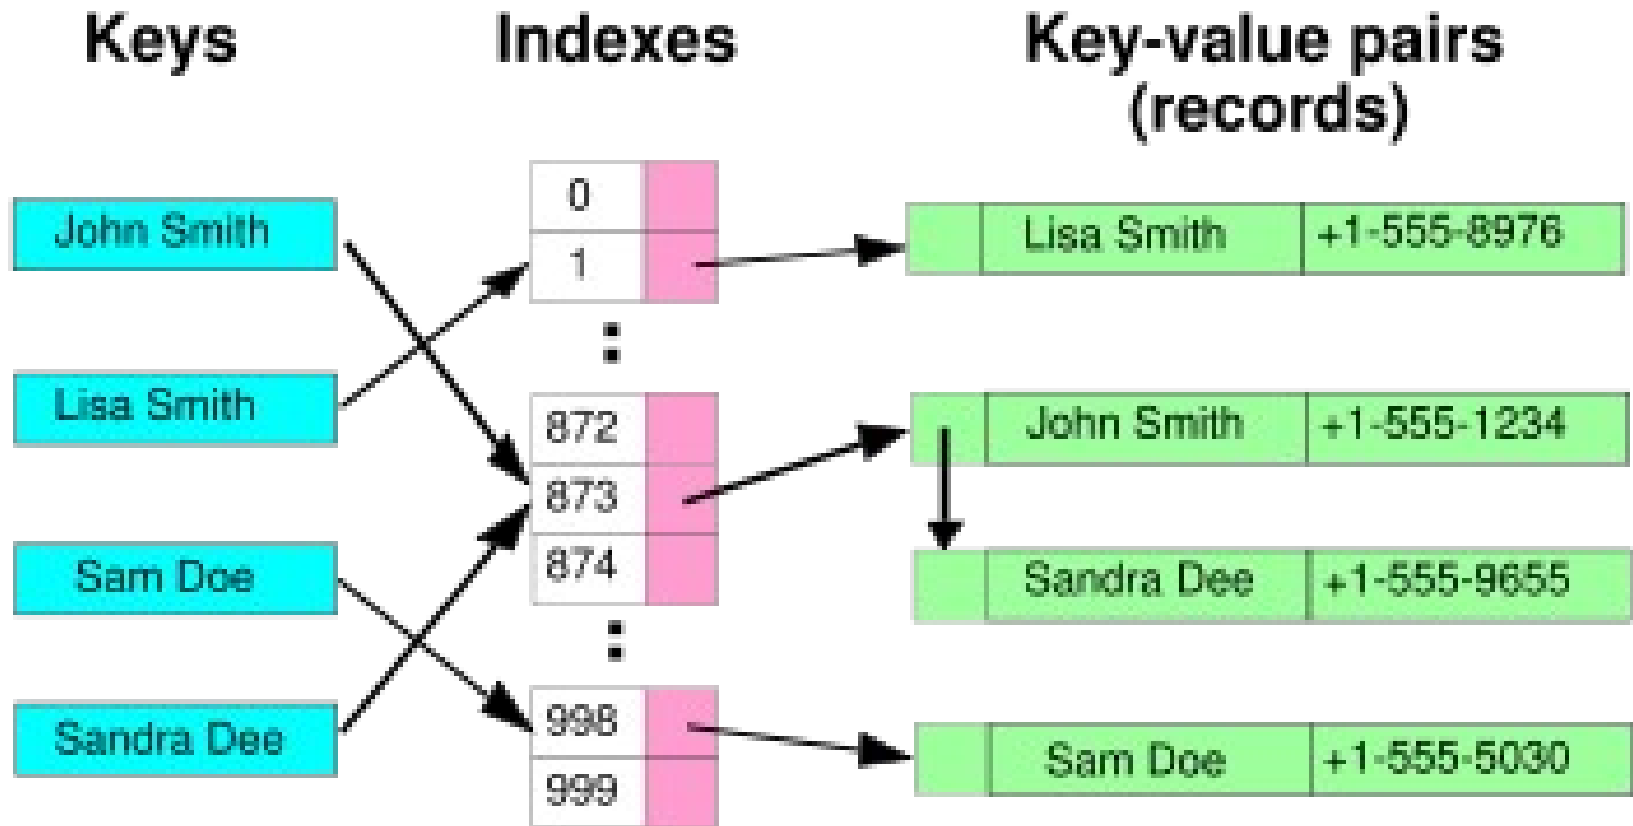 Keys
Indexes
Key-value pairs
(records)
John Smith
Lisa Smith
Sam Doe
Sandra Dee
0
1
872
873
874
998
999
Lisa Smith +1-555-8976
John Smith +1-555-1234
Sandra Dee +1-555-9655
Sam Doe +1-555-5030